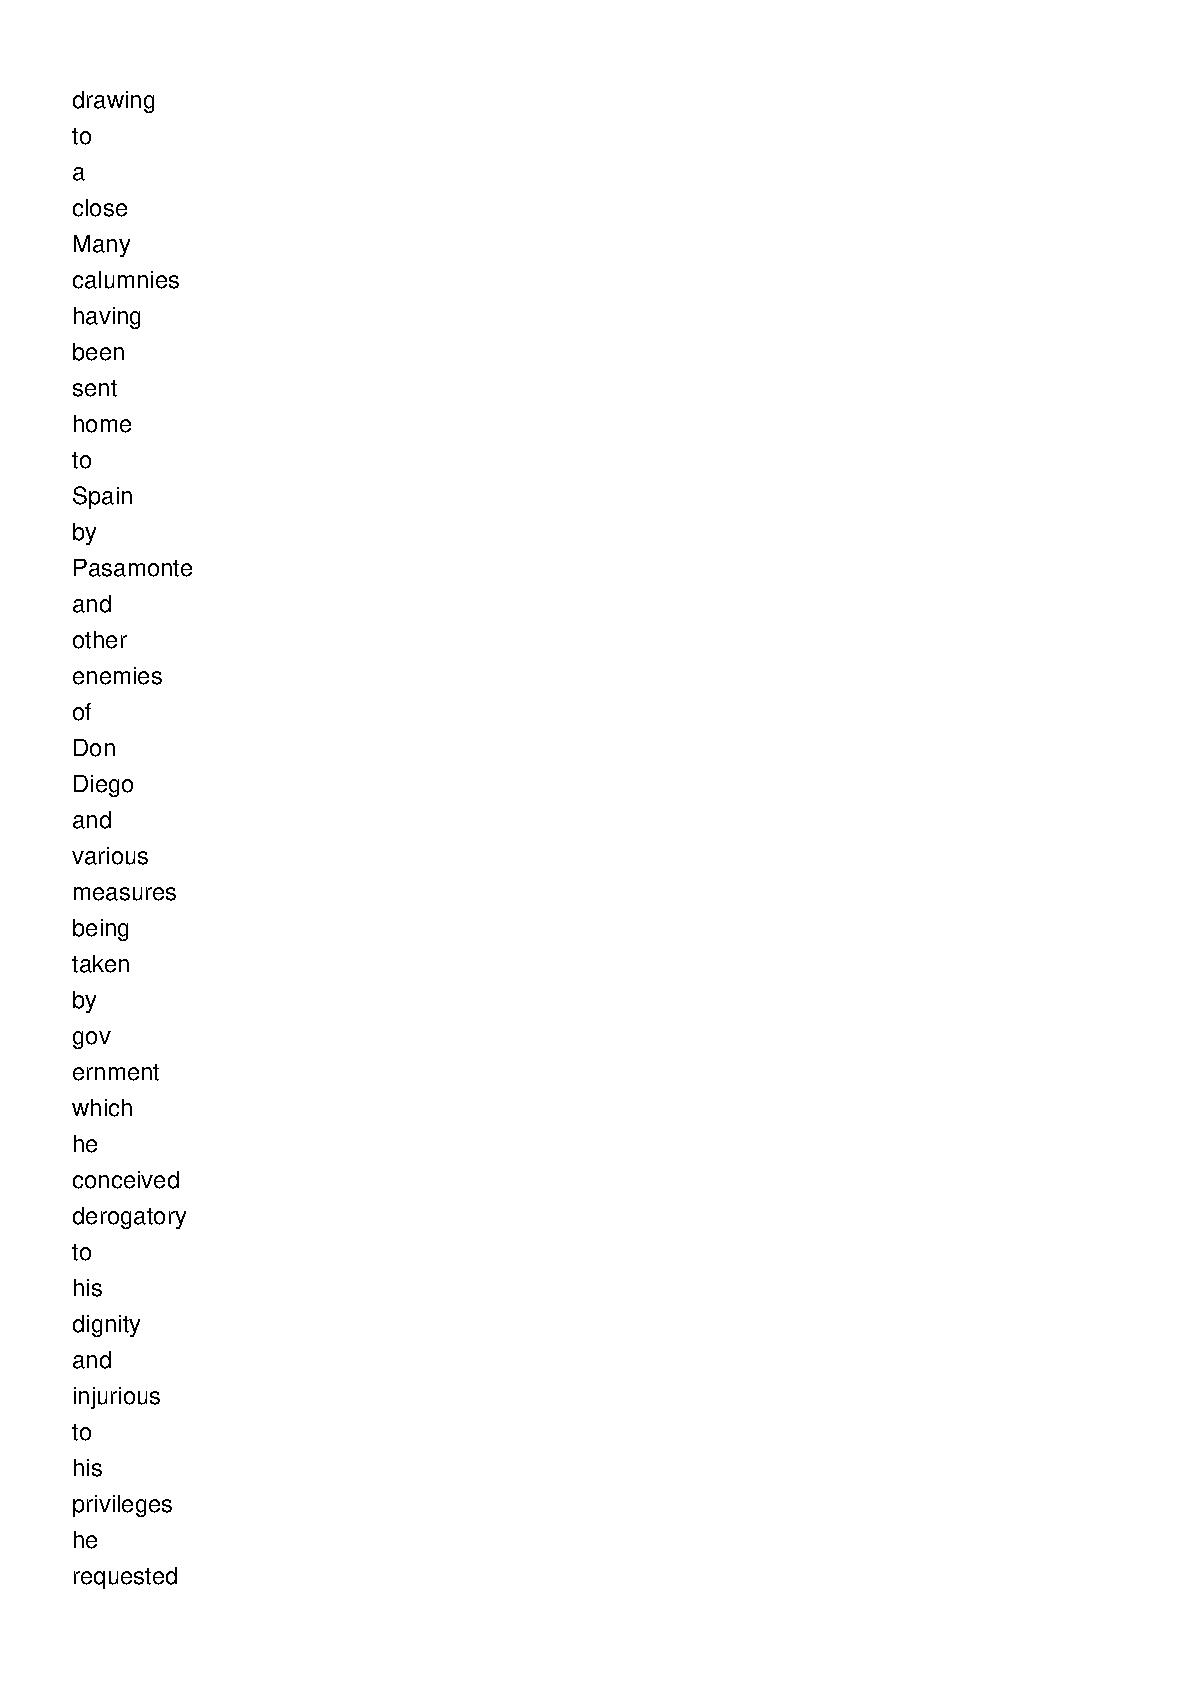 drawing
to
a
close
Many
calumnies
having
been
sent
home
to
Spain
by
Pasamonte
and
other
enemies
of
Don
Diego
and
various
measures
being
taken
by
gov
ernment
which
he
conceived
derogatory
to
his
dignity
and
injurious
to
his
privileges
he
requested